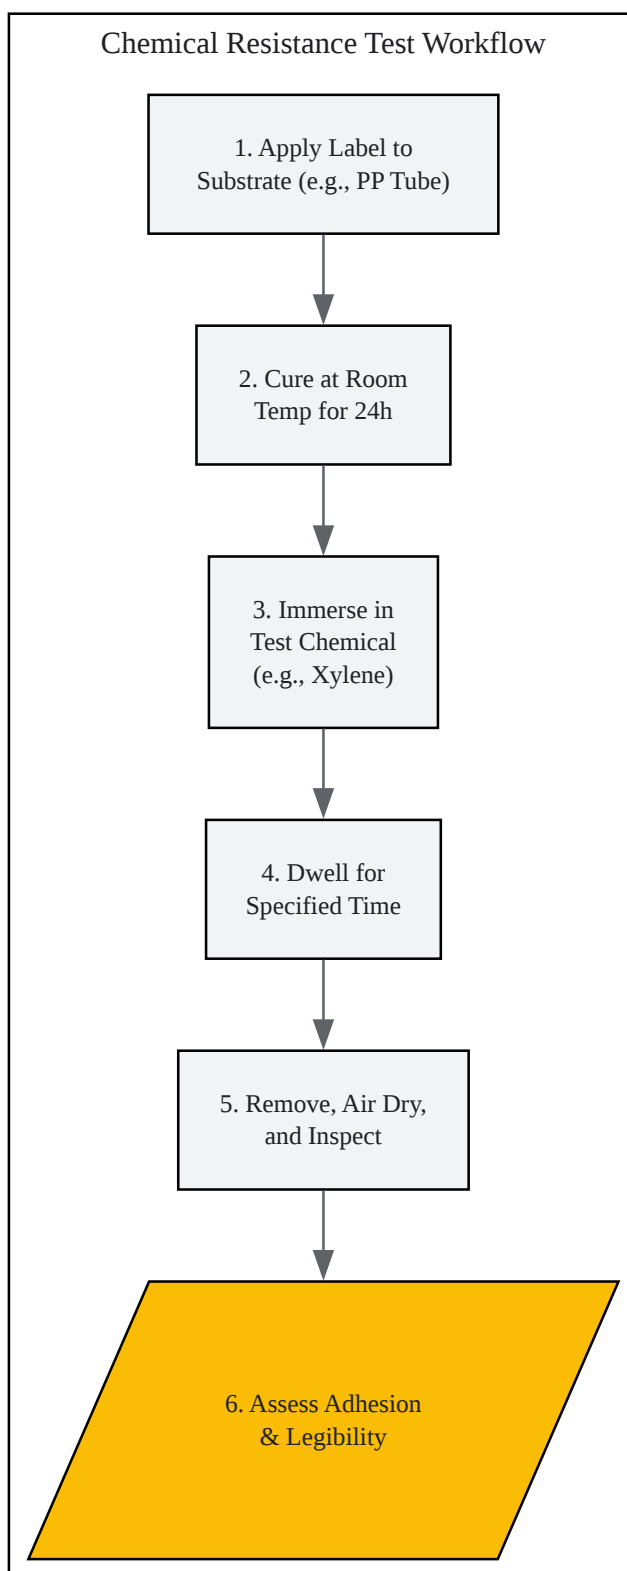 Chemical Resistance Test Workflow
1. Apply Label to
Substrate (e.g., PP Tube)
2. Cure at Room
Temp for 24h
3. Immerse in
Test Chemical
(e.g., Xylene)
4. Dwell for
Specified Time
5. Remove, Air Dry,
and Inspect
6. Assess Adhesion
& Legibility